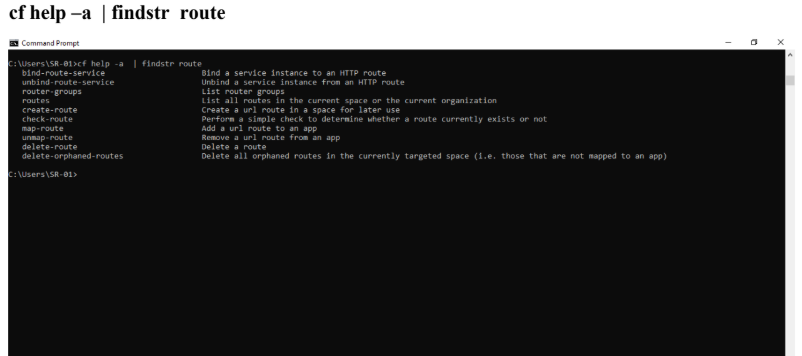 cf help –a | findstr route
Command Prompt
C:\Users\SR-01>cf help -a | findstr route
bind-route-service Bind a service instance to an HTTP route
unbind-route-service Unbind a service instance from an HTTP route
router-groups List router groups
routes List all routes in the current space or the current organization
create-route Create a url route in a space for later use
check-route Perform a simple check to determine whether a route currently exists or not
map-route Add a url route to an app
unmap-route Remove a url route from an app
delete-route Delete a route
delete-orphaned-routes Delete all orphaned routes in the currently targeted space (i.e. those that are not mapped to an app)
C:\Users\SR-01>